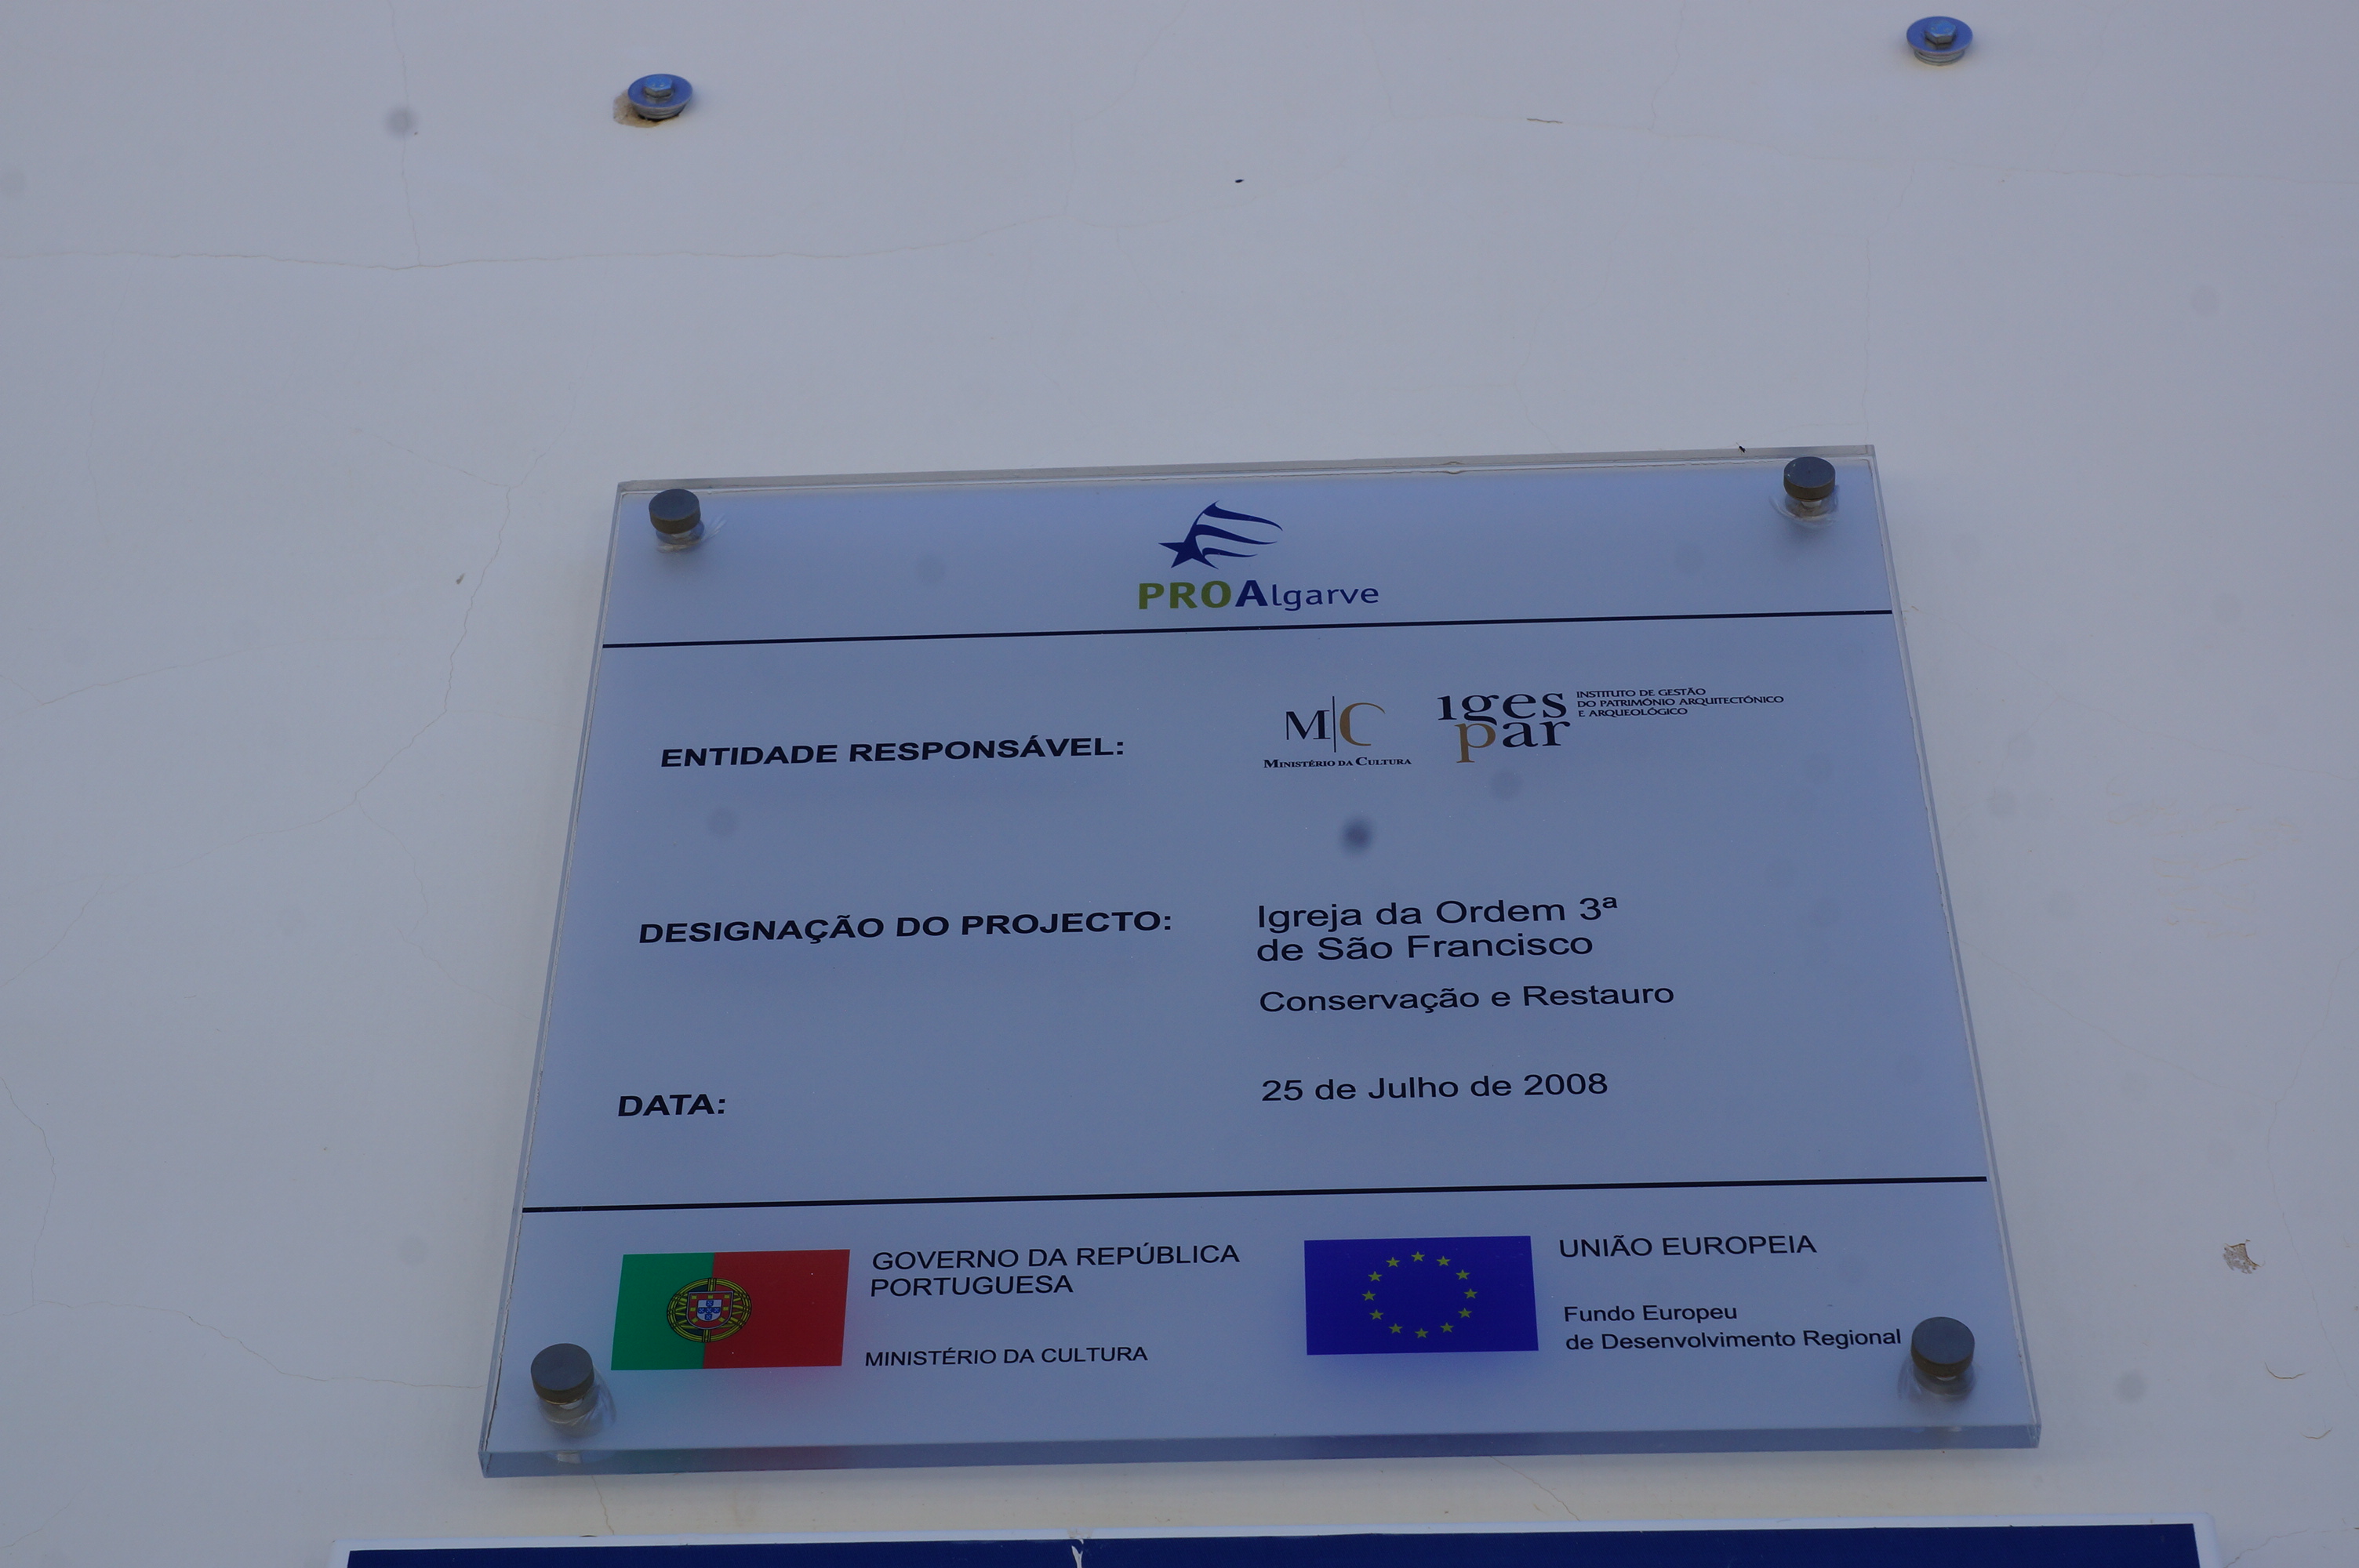 PROAlgarve
ENTIDADE RESPONSÁVEL:
M|C
MINISTÉRIO DA CULTURA
iges
par
INSTITUTO DE GESTÃO
DO PATRIMÓNIO ARQUITECTÓNICO
E ARQUEOLÓGICO
DESIGNAÇÃO DO PROJECTO:
Igreja da Ordem 3ª
de São Francisco
Conservação e Restauro
DATA:
25 de Julho de 2008
GOVERNO DA REPÚBLICA
PORTUGUESA
MINISTÉRIO DA CULTURA
UNIÃO EUROPEIA
Fundo Europeu
de Desenvolvimento Regional